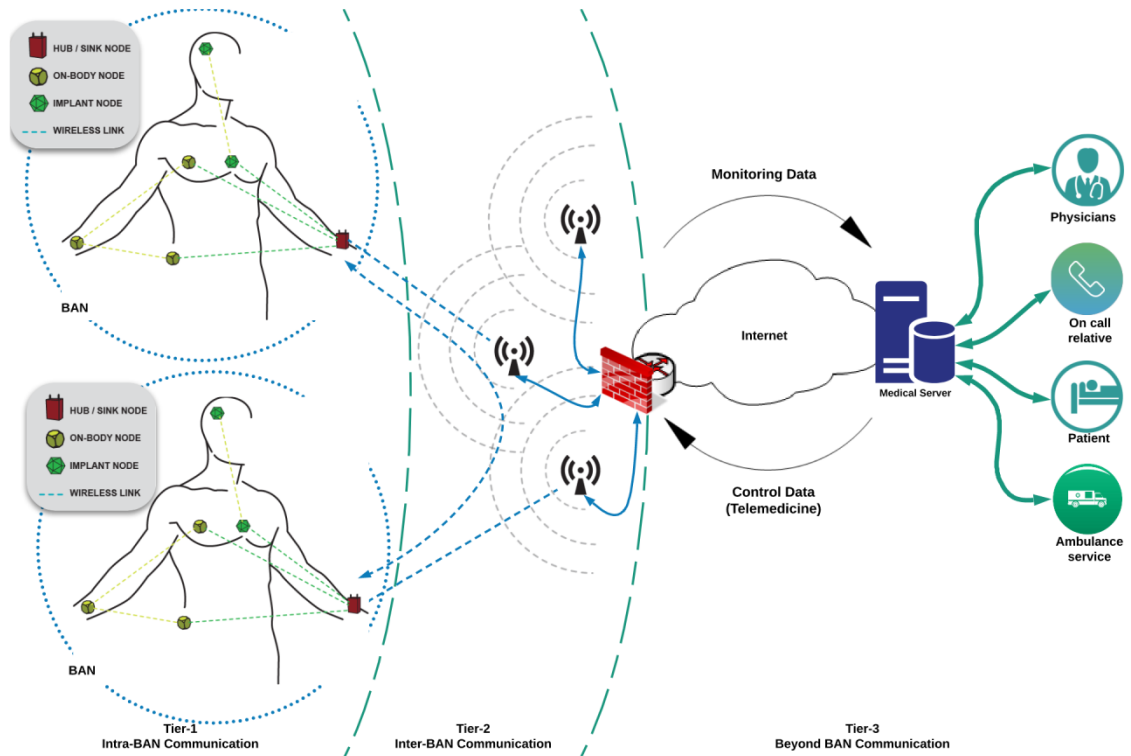 HUB / SINK NODE
ON-BODY NODE
IMPLANT NODE
WIRELESS LINK
BAN
HUB / SINK NODE
ON-BODY NODE
IMPLANT NODE
WIRELESS LINK
BAN
Monitoring Data
Internet
Medical Server
Control Data
(Telemedicine)
Physicians
On call
relative
Patient
Ambulance
service
Tier-1
Intra-BAN Communication
Tier-2
Inter-BAN Communication
Tier-3
Beyond BAN Communication